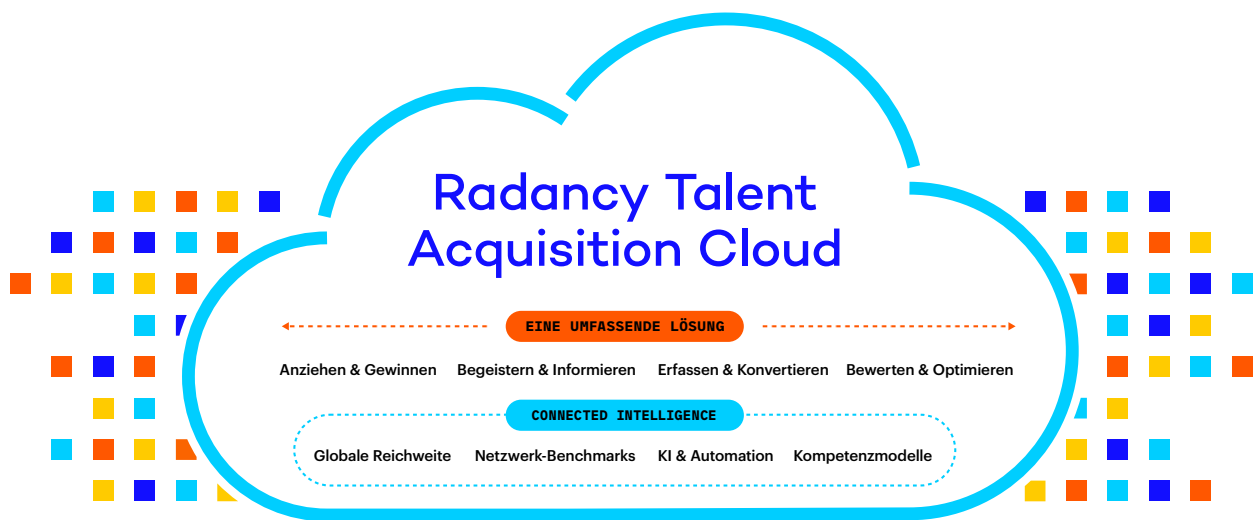 Radancy Talent
Acquisition Cloud
EINE UMFASSENDE LÖSUNG
Anziehen & Gewinnen Begeistern & Informieren Erfassen & Konvertieren Bewerten & Optimieren
CONNECTED INTELLIGENCE
Globale Reichweite Netzwerk-Benchmarks KI & Automation Kompetenzmodelle